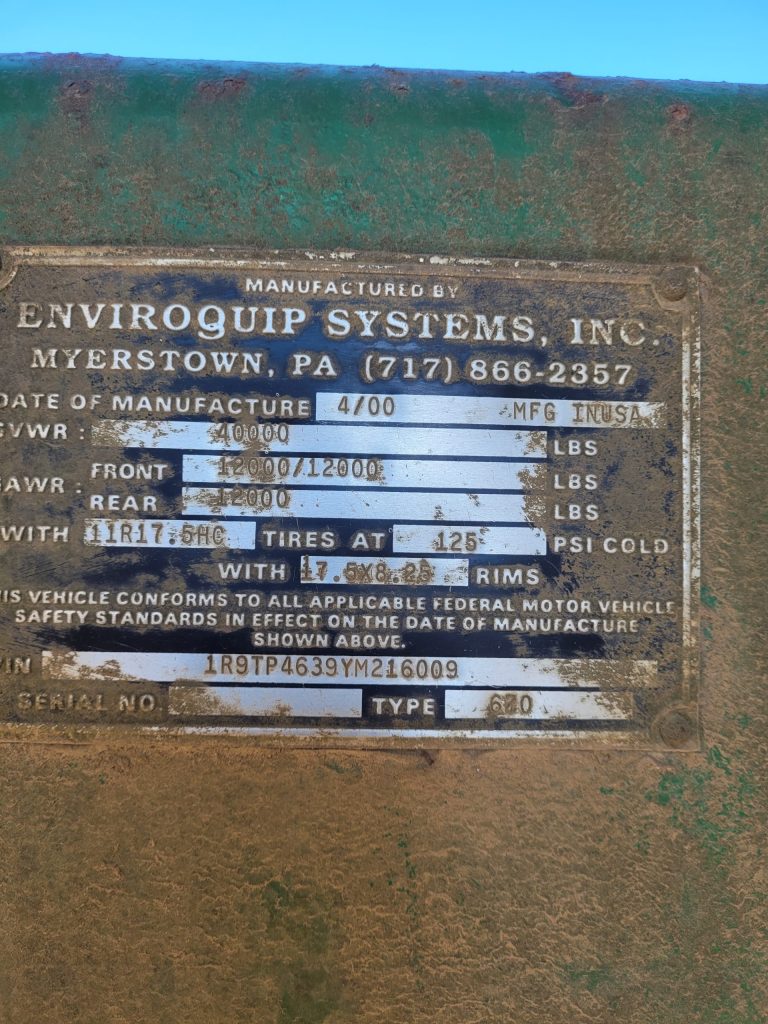 MANUFACTURED BY
ENVIROQUIP SYSTEMS, INC.
MYERSTOWN, PA (717) 866-2357
DATE OF MANUFACTURE 4/00 MFG INUSA
GVWR : 40000 LBS
GAWR : FRONT 12000/12000 LBS
REAR 12000 LBS
WITH 11R17.5HC TIRES AT 125 PSI COLD
WITH 17.5X8.25 RIMS
THIS VEHICLE CONFORMS TO ALL APPLICABLE FEDERAL MOTOR VEHICLE
SAFETY STANDARDS IN EFFECT ON THE DATE OF MANUFACTURE
SHOWN ABOVE.
VIN 1R9TP4639YM216009
SERIAL NO. TYPE